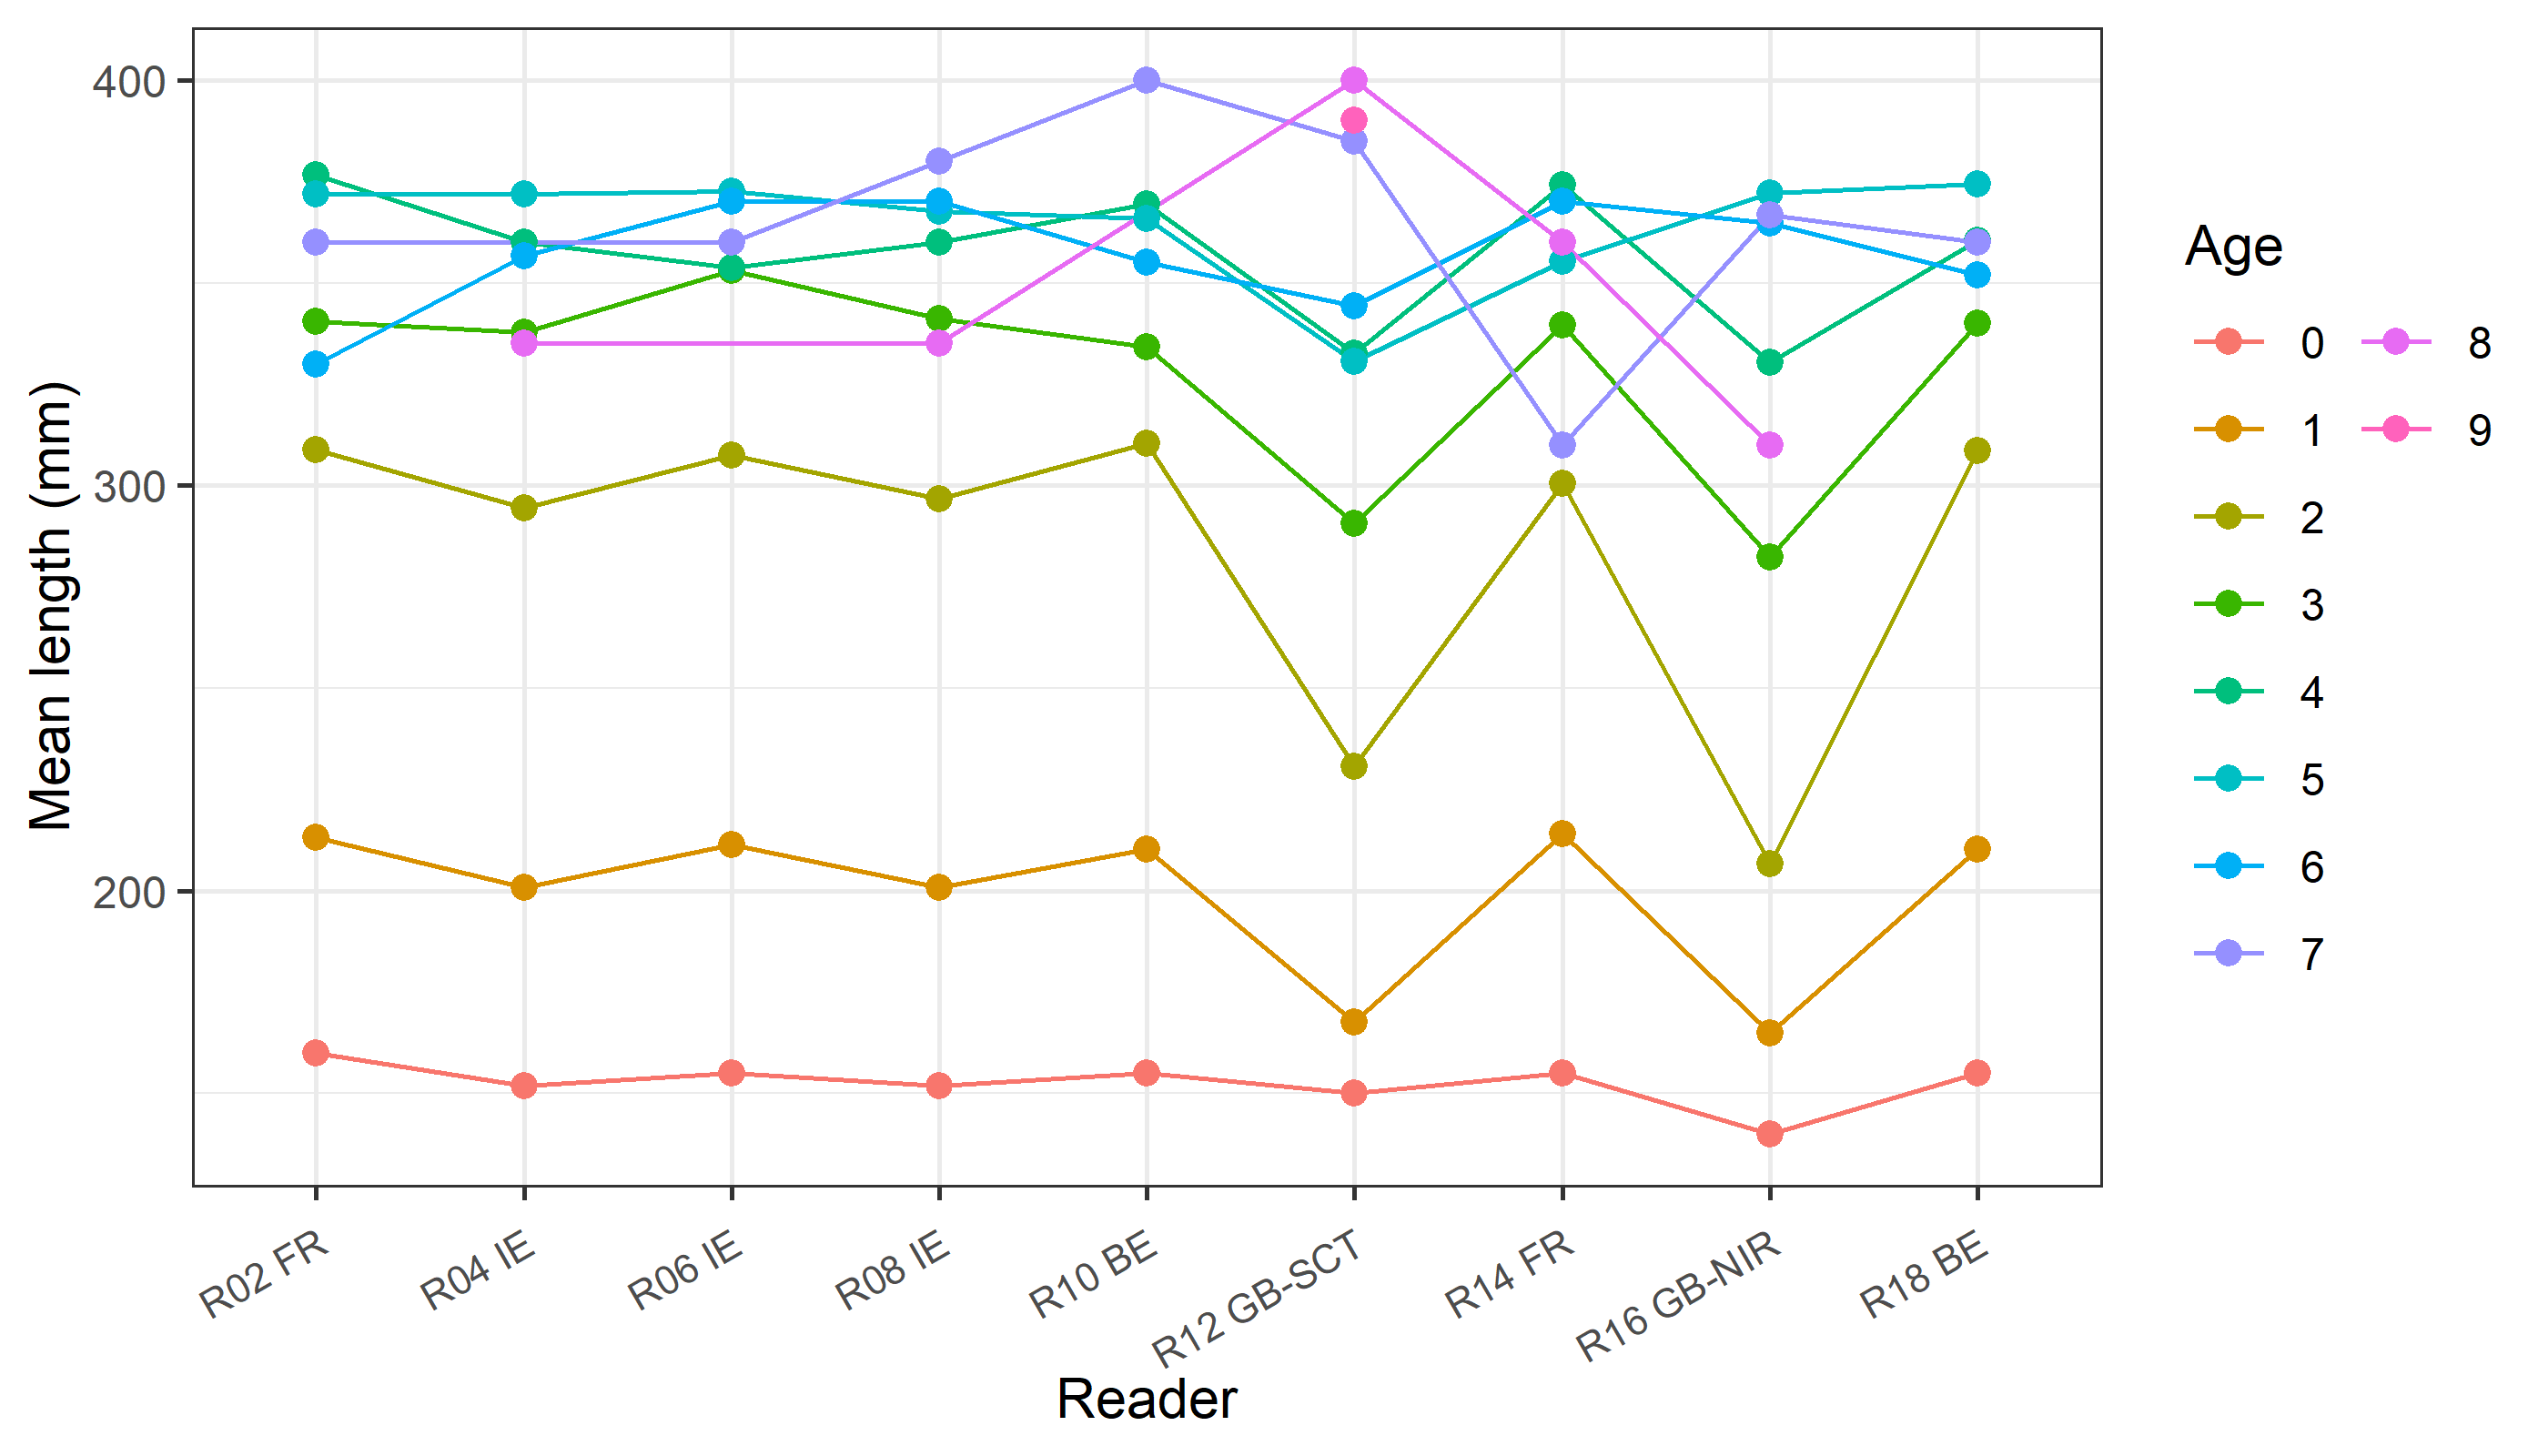 Mean length (mm)
400
300
200
R02 FR
R04 IE
R06 IE
R08 IE
R10 BE
R12 GB-SCT
R14 FR
R16 GB-NIR
R18 BE
Reader
Age
0
1
2
3
4
5
6
7
8
9